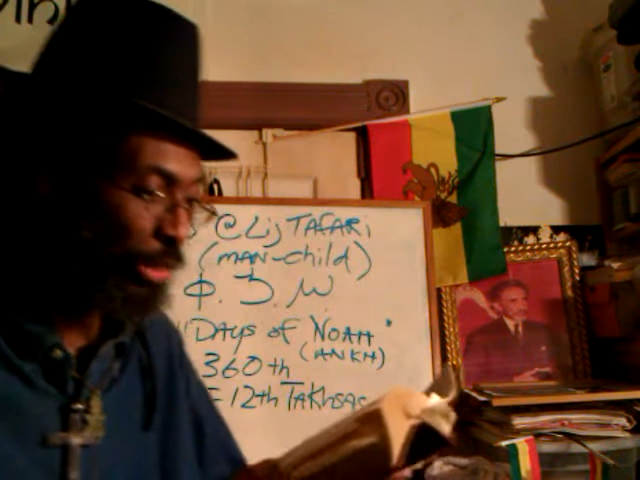 @Lij TAFARi
(MAN-child)
"DAYS of NOAH"
(ANKH)
360th
= 12th TAKhSAS